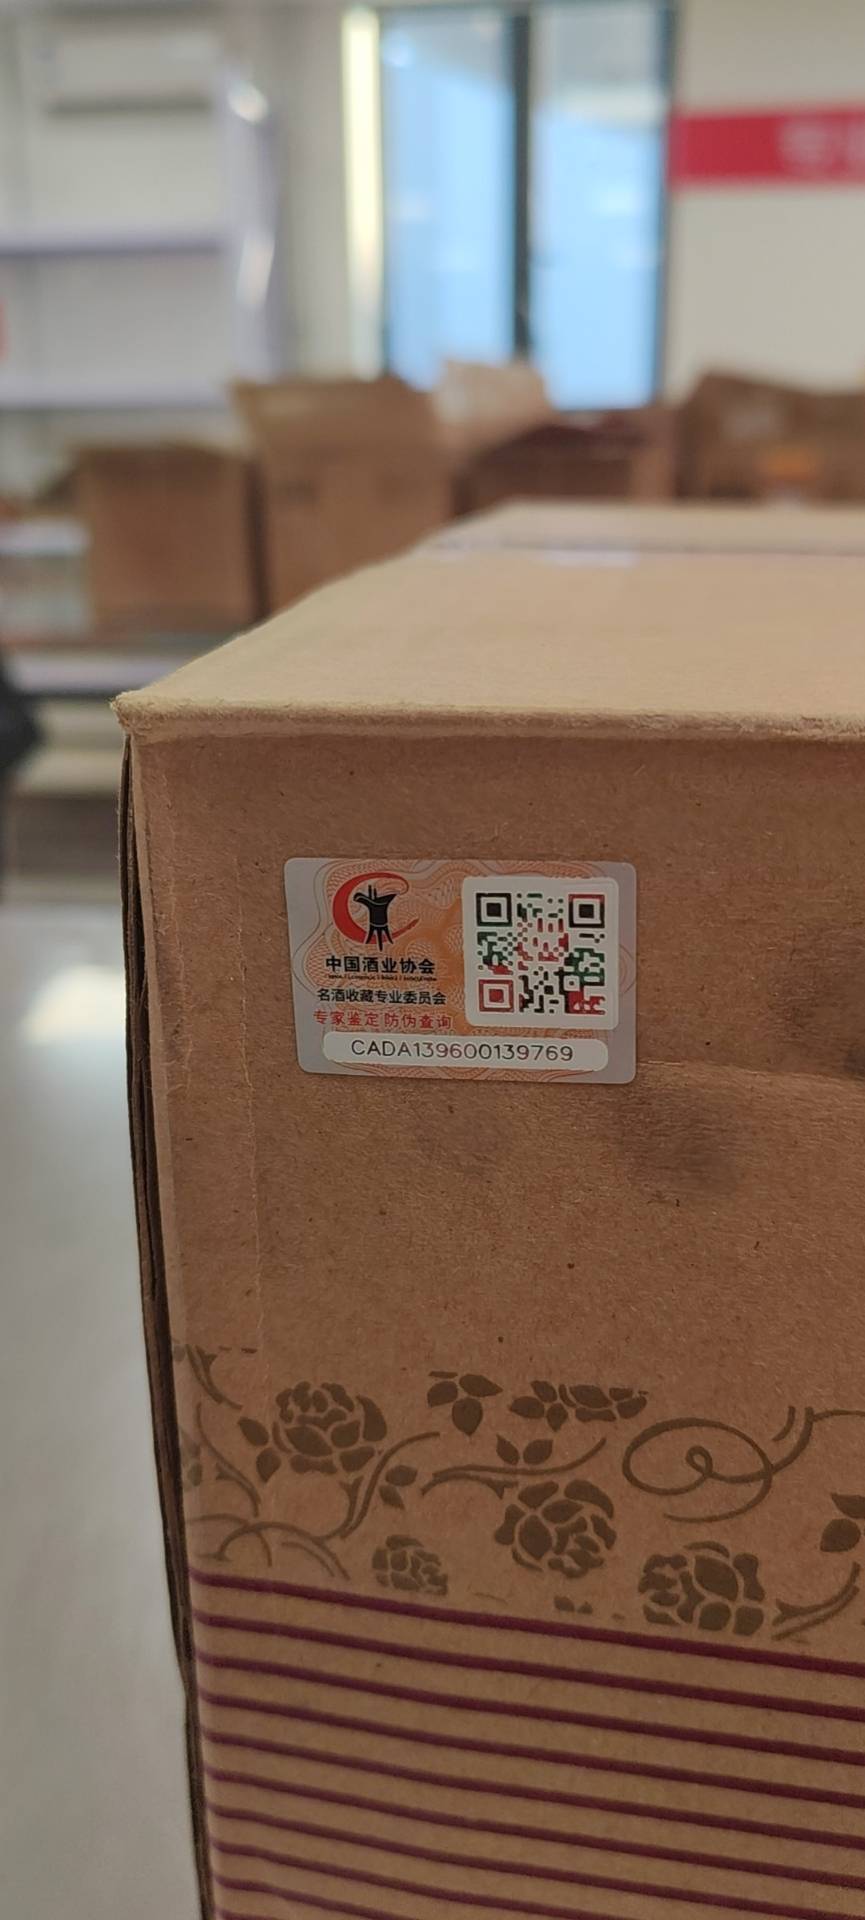 中国酒业协会
名酒收藏专业委员会
专家鉴定 防伪查询
CADA139600139769